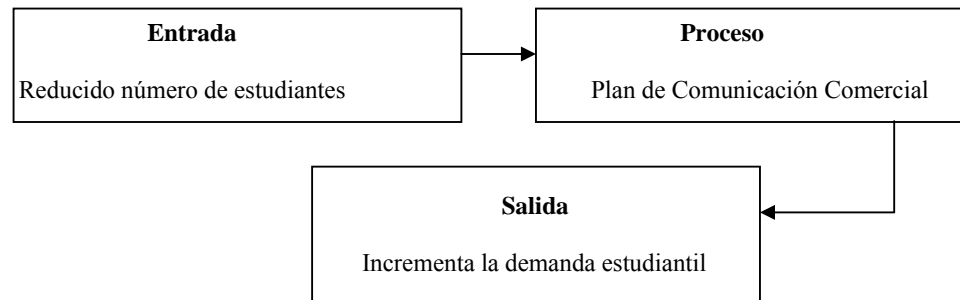 Entrada
Reducido número de estudiantes
Proceso
Plan de Comunicación Comercial
Salida
Incrementa la demanda estudiantil